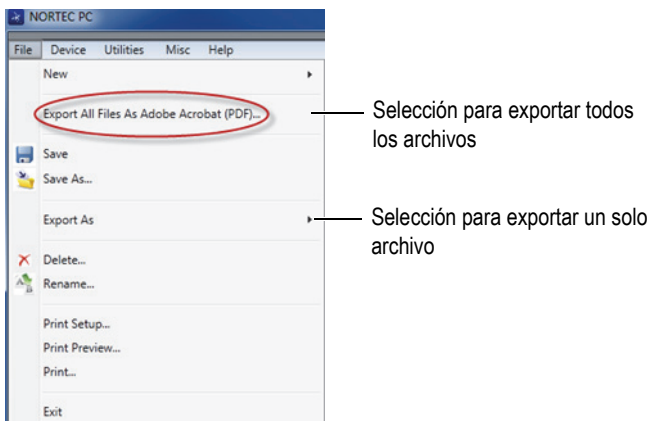 NORTEC PC
File Device Utilities Misc Help
New
Export All Files As Adobe Acrobat (PDF)...
Selección para exportar todos
los archivos
Save
Save As...
Export As
Selección para exportar un solo
archivo
Delete...
Rename...
Print Setup...
Print Preview...
Print...
Exit